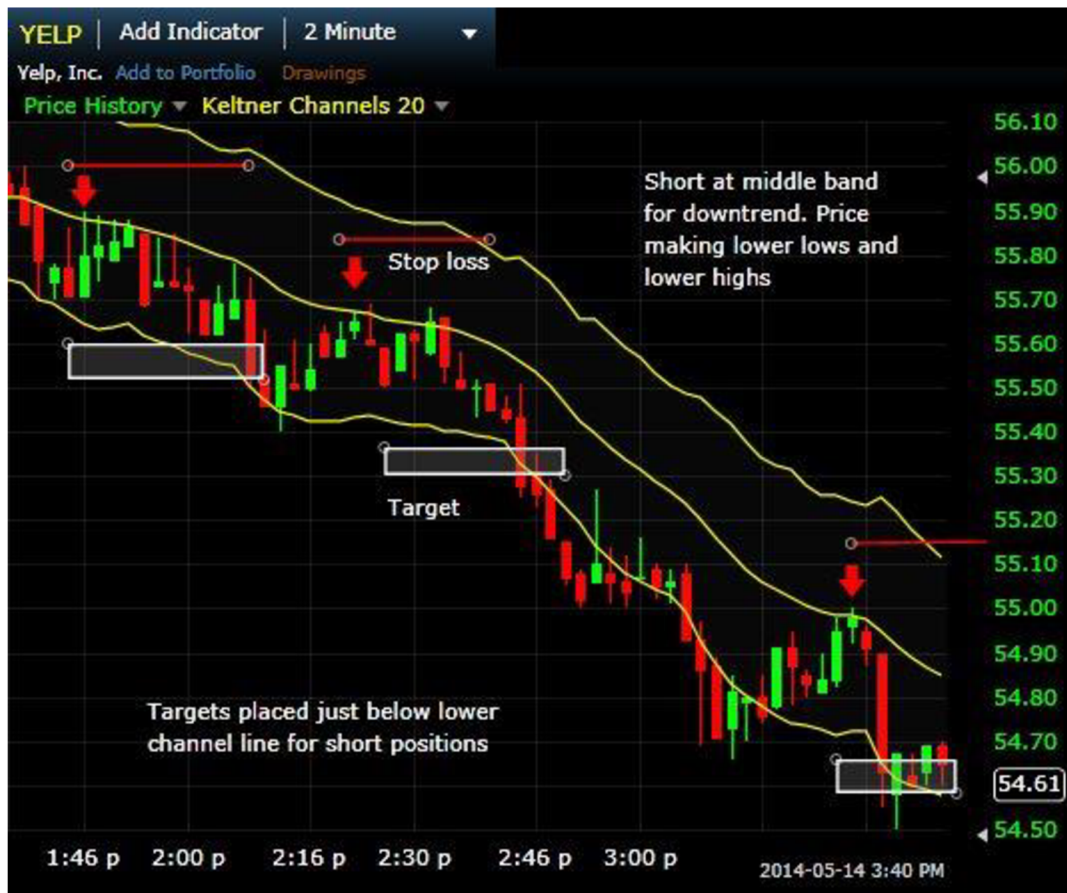 YELP Add Indicator 2 Minute
Yelp, Inc. Add to Portfolio Drawings
Price History Keltner Channels 20
56.10
56.00
55.90
55.80
55.70
55.60
55.50
55.40
55.30
55.20
55.10
55.00
54.90
54.80
54.70
54.61
54.50
Short at middle band
for downtrend. Price
making lower lows and
lower highs
Stop loss
Target
Targets placed just below lower
channel line for short positions
1:46 p 2:00 p 2:16 p 2:30 p 2:46 p 3:00 p
2014-05-14 3:40 PM